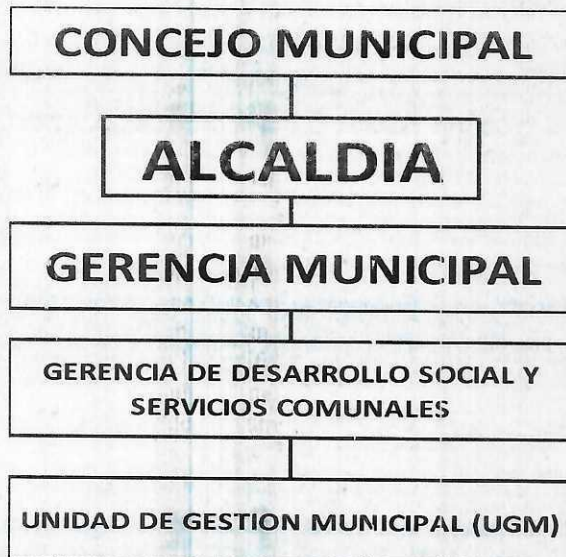 CONCEJO MUNICIPAL
ALCALDIA
GERENCIA MUNICIPAL
GERENCIA DE DESARROLLO SOCIAL Y
SERVICIOS COMUNALES
UNIDAD DE GESTION MUNICIPAL (UGM)